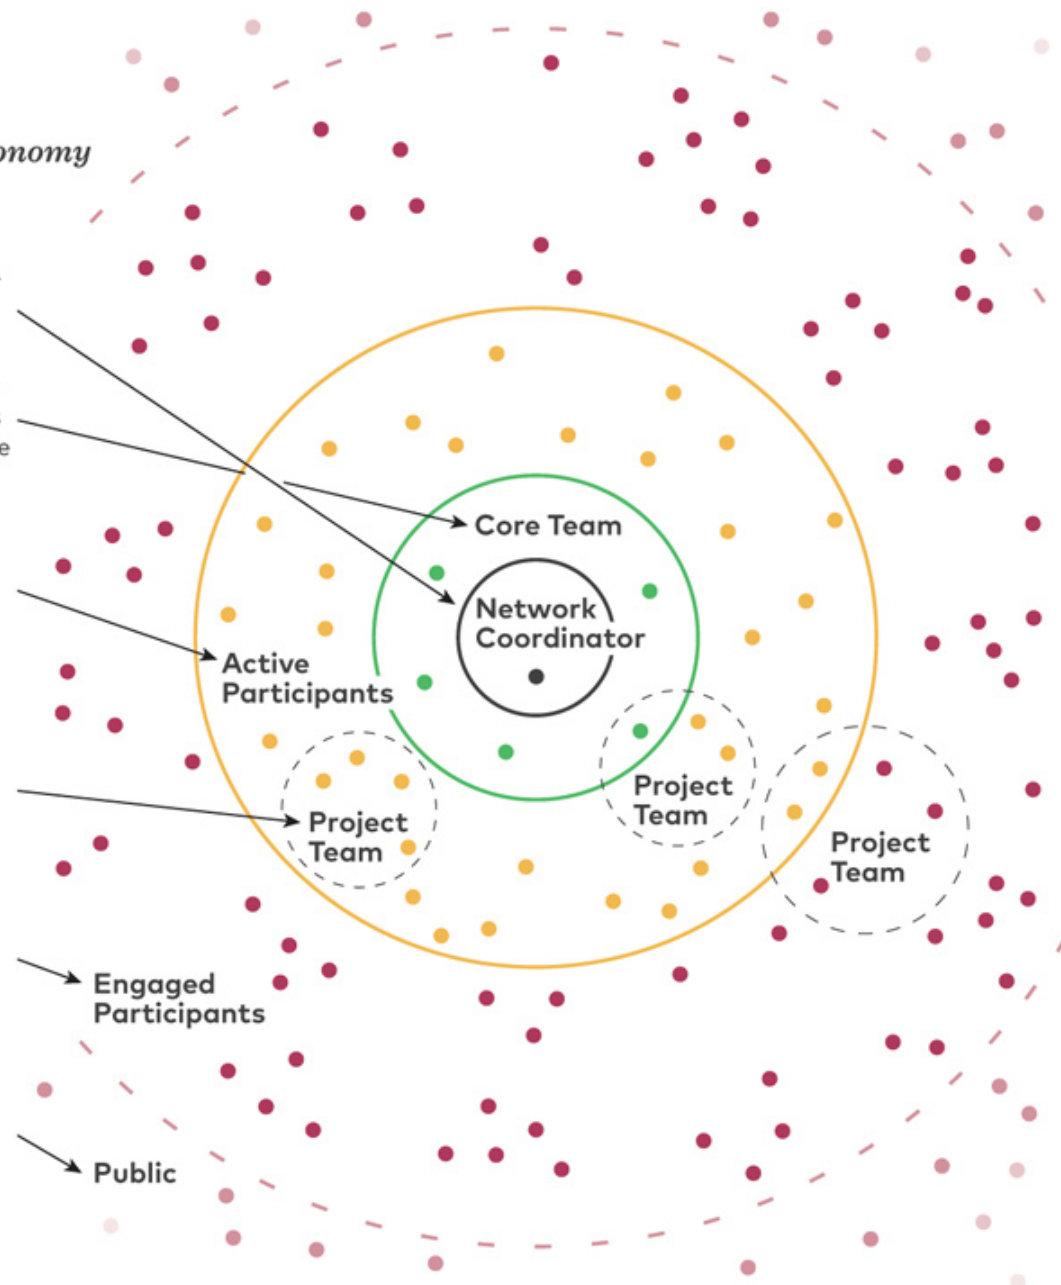 onomy
e
Core Team
Network
Coordinator
Active
Participants
Project
Team
Project
Team
Project
Team
Engaged
Participants
Public